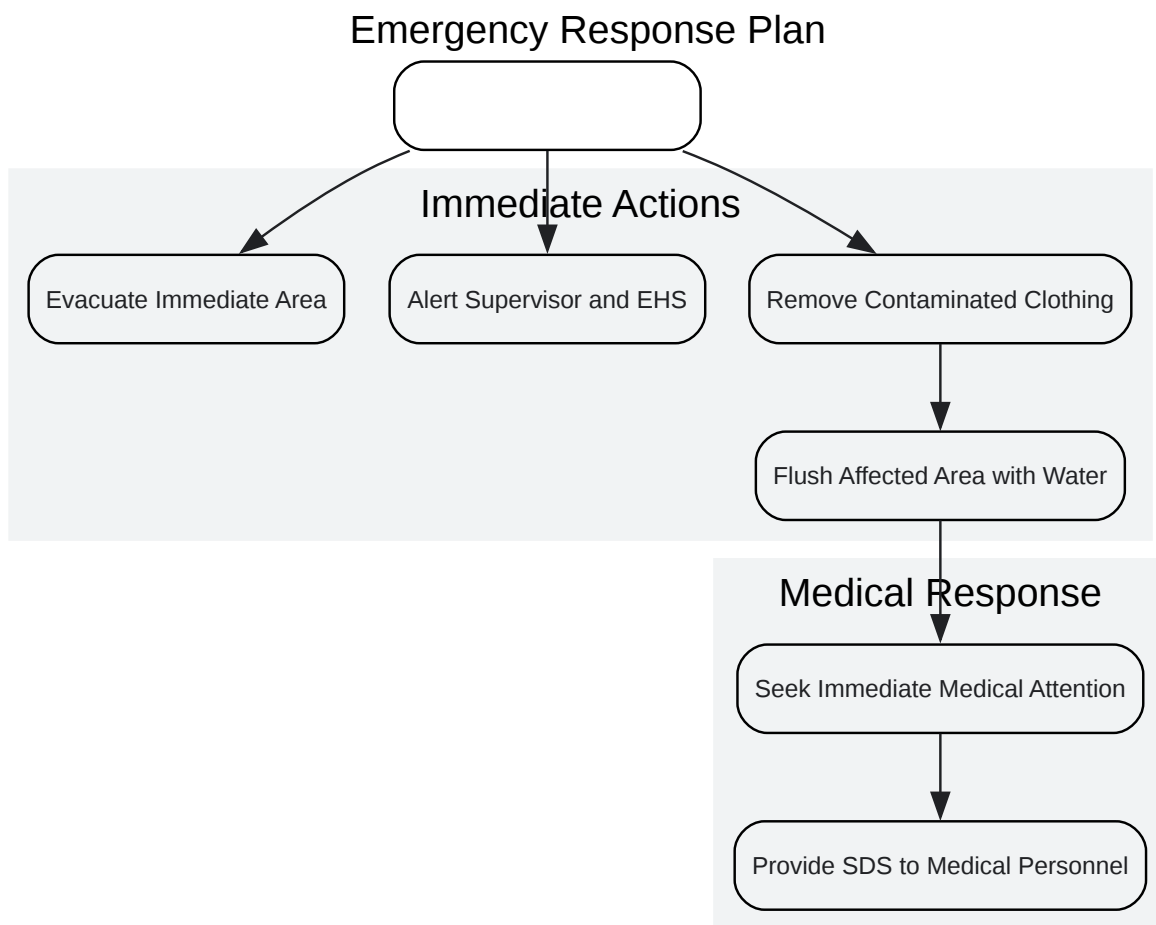 Emergency Response Plan
Immediate Actions
Evacuate Immediate Area
Alert Supervisor and EHS
Remove Contaminated Clothing
Flush Affected Area with Water
Medical Response
Seek Immediate Medical Attention
Provide SDS to Medical Personnel